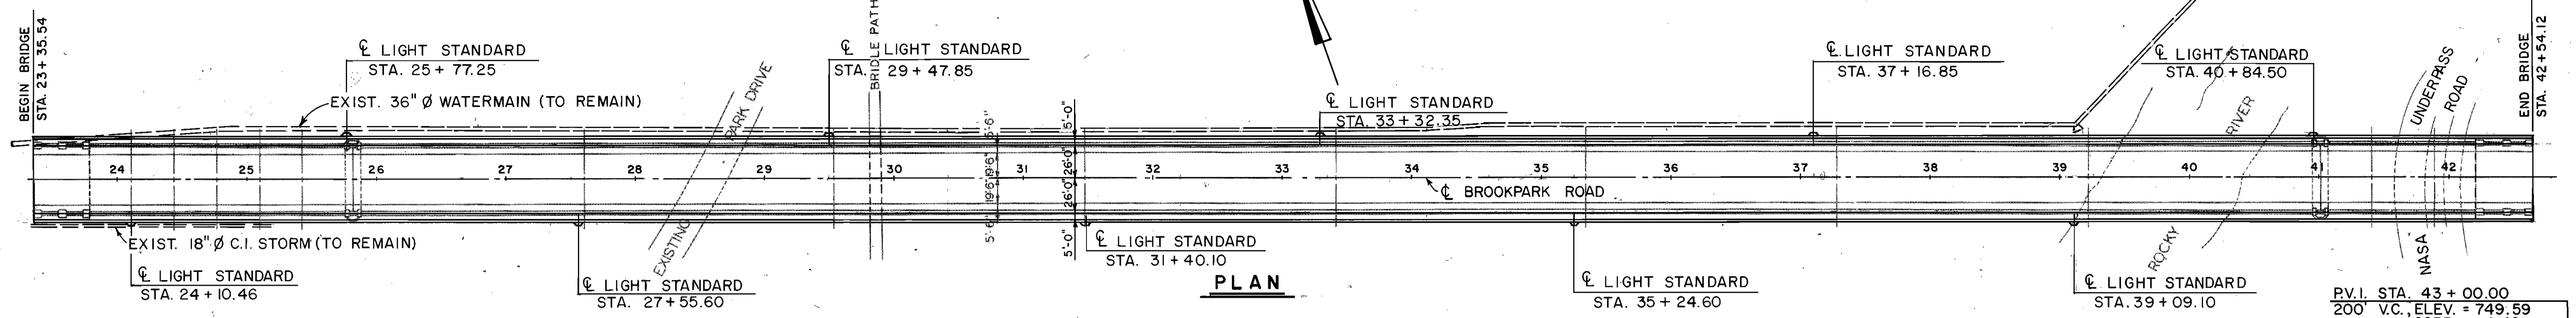 BEGIN BRIDGE
STA. 23 + 35.54
℄ LIGHT STANDARD
STA. 25 + 77.25
EXIST. 36" Ø WATERMAIN (TO REMAIN)
PARK DRIVE
EXISTING
℄ LIGHT STANDARD
STA. 29 + 47.85
BRIDLE PATH
℄ LIGHT STANDARD
STA. 33 + 32.35
℄ LIGHT STANDARD
STA. 37 + 16.85
℄ LIGHT STANDARD
STA. 40 + 84.50
ROCKY
RIVER
NASA
UNDERPASS
ROAD
END BRIDGE
STA. 42 + 54.12
5'-6"
19'-6"
19'-6"
5'-6"
5'-0"
26'-0"
26'-0"
5'-0"
24 25 26 27 28 29 30 31 32 33 34 35 36 37 38 39 40 41 42
℄ BROOKPARK ROAD
EXIST. 18" Ø C.I. STORM (TO REMAIN)
℄ LIGHT STANDARD
STA. 24 + 10.46
℄ LIGHT STANDARD
STA. 27 + 55.60
℄ LIGHT STANDARD
STA. 31 + 40.10
PLAN
℄ LIGHT STANDARD
STA. 35 + 24.60
℄ LIGHT STANDARD
STA. 39 + 09.10
P.V.I. STA. 43 + 00.00
200' V.C., ELEV. = 749.59